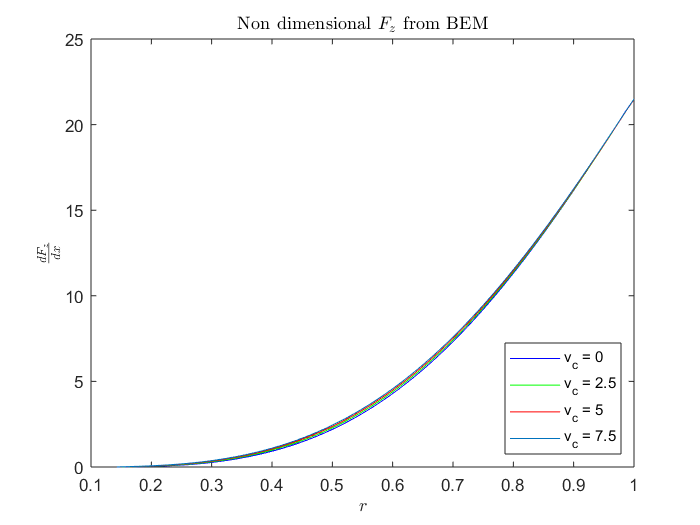 Non dimensional F_z from BEM
25
20
15
10
5
0
dF_z
dx
0.1 0.2 0.3 0.4 0.5 0.6 0.7 0.8 0.9 1
r
v_c = 0
v_c = 2.5
v_c = 5
v_c = 7.5